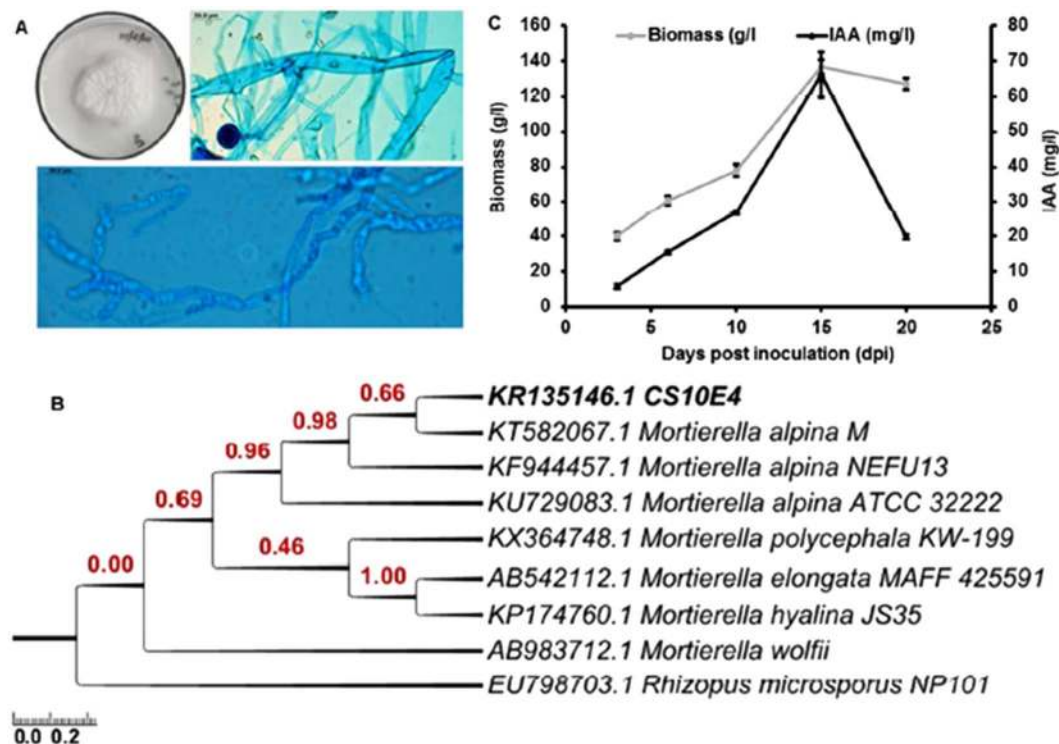 A
C
Biomass (g/l
IAA (mg/l)
160
140
120
100
80
60
40
20
0
Biomass (g/l)
80
70
60
50
40
30
20
10
0
IAA (mg/l)
0 5 10 15 20 25
Days post inoculation (dpi)
B
0.66
0.98
0.96
0.69
0.46
0.00
1.00
KR135146.1 CS10E4
KT582067.1 Mortierella alpina M
KF944457.1 Mortierella alpina NEFU13
KU729083.1 Mortierella alpina ATCC 32222
KX364748.1 Mortierella polycephala KW-199
AB542112.1 Mortierella elongata MAFF 425591
KP174760.1 Mortierella hyalina JS35
AB983712.1 Mortierella wolfii
EU798703.1 Rhizopus microsporus NP101
0.0 0.2